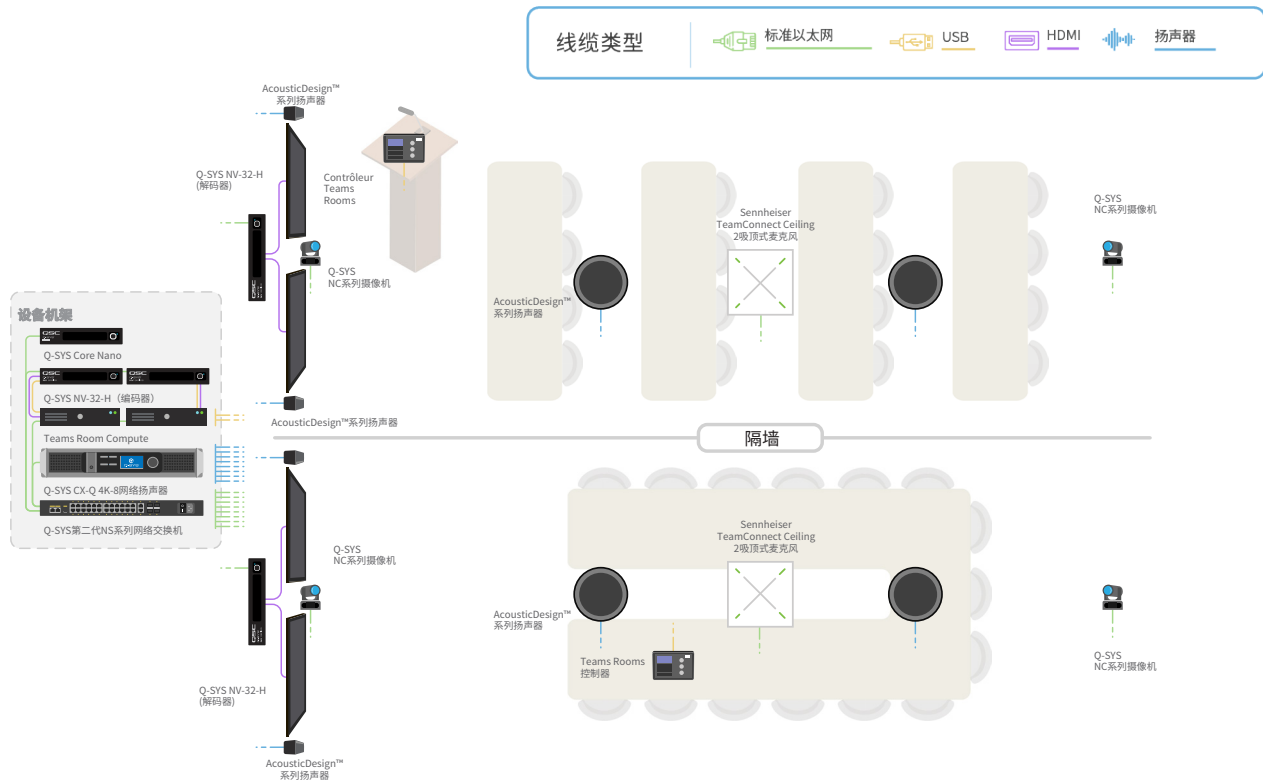 线缆类型
标准以太网
USB
HDMI
扬声器
AcousticDesign™
系列扬声器
Q-SYS NV-32-H
(解码器)
Contrôleur
Teams
Rooms
Q-SYS
NC系列摄像机
AcousticDesign™系列扬声器
设备机架
QSC
Q-SYS Core Nano
QSC
QSC
Q-SYS NV-32-H（编码器）
Teams Room Compute
Q-SYS CX-Q 4K-8网络扬声器
Q-SYS第二代NS系列网络交换机
QSC
Sennheiser
TeamConnect Ceiling
2吸顶式麦克风
AcousticDesign™
系列扬声器
Q-SYS
NC系列摄像机
隔墙
Q-SYS
NC系列摄像机
QSC
Q-SYS NV-32-H
(解码器)
AcousticDesign™
系列扬声器
Sennheiser
TeamConnect Ceiling
2吸顶式麦克风
AcousticDesign™
系列扬声器
Teams Rooms
控制器
Q-SYS
NC系列摄像机